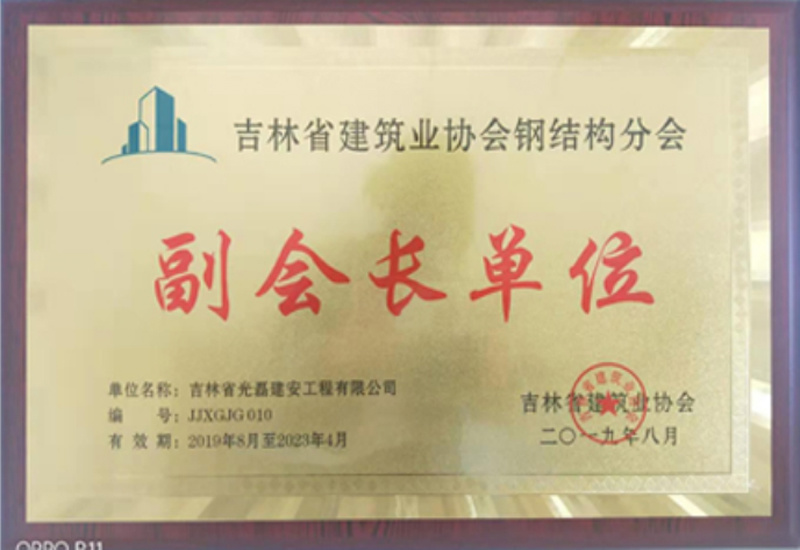 吉林省建筑业协会钢结构分会
副会长单位
单位名称：吉林省光磊建安工程有限公司
编 号：JJXGJG 010
有 效 期：2019年8月至2023年4月
吉林省建筑业协会
二〇一九年八月
OPPO R11